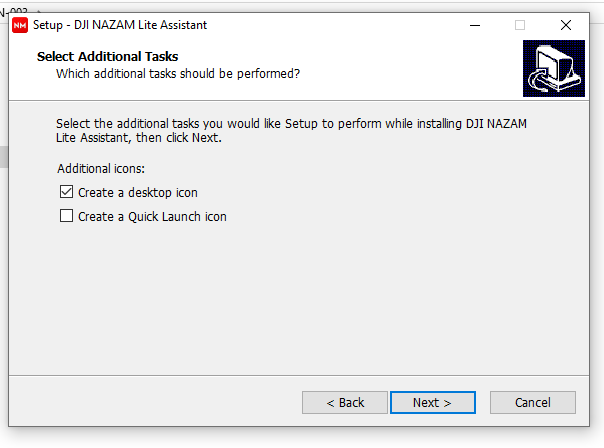 N-003
NM Setup - DJI NAZAM Lite Assistant
Select Additional Tasks
Which additional tasks should be performed?
Select the additional tasks you would like Setup to perform while installing DJI NAZAM
Lite Assistant, then click Next.
Additional icons:
Create a desktop icon
Create a Quick Launch icon
< Back
Next >
Cancel